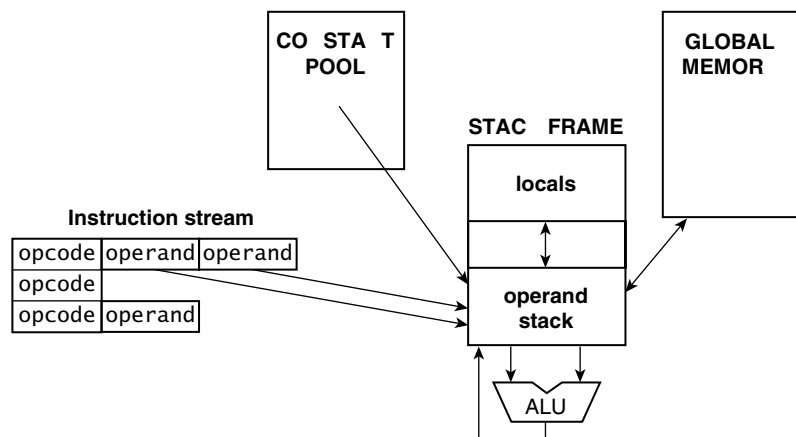 CO STA T
POOL
GLOBAL
MEMOR
STAC FRAME
locals
Instruction stream
opcode operand operand
opcode
opcode operand
operand
stack
ALU